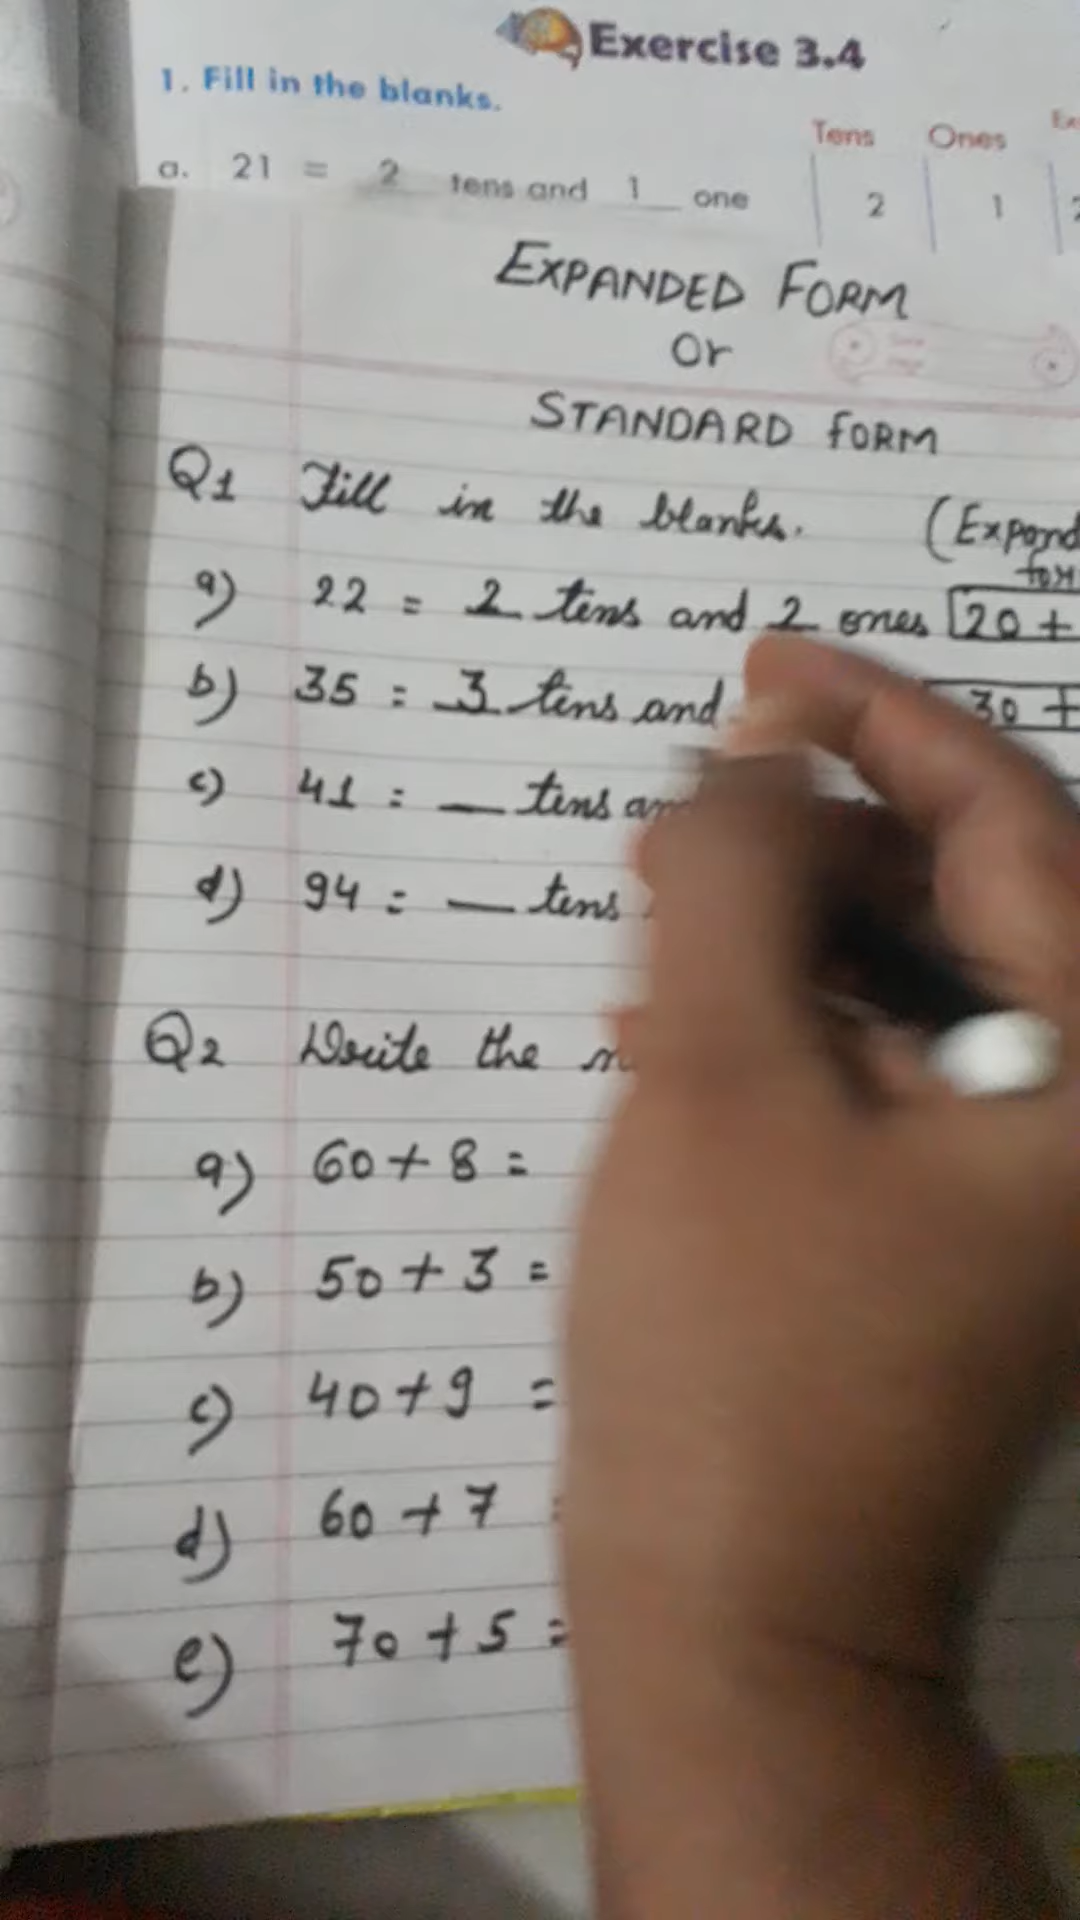 Exercise 3.4
1. Fill in the blanks.
Tens Ones
a. 21 = 2 tens and 1 one 2 1
EXPANDED FORM
Or
STANDARD FORM
Q1 Fill in the blanks. (Expand
a) 22 = 2 tens and 2 ones 20 +
b) 35 = 3 tens and 30 +
c) 41 = __ tens
d) 94 = __ tens
Q2 Write the
a) 60 + 8 =
b) 50 + 3 =
c) 40 + 9 =
d) 60 + 7
e) 70 + 5 =